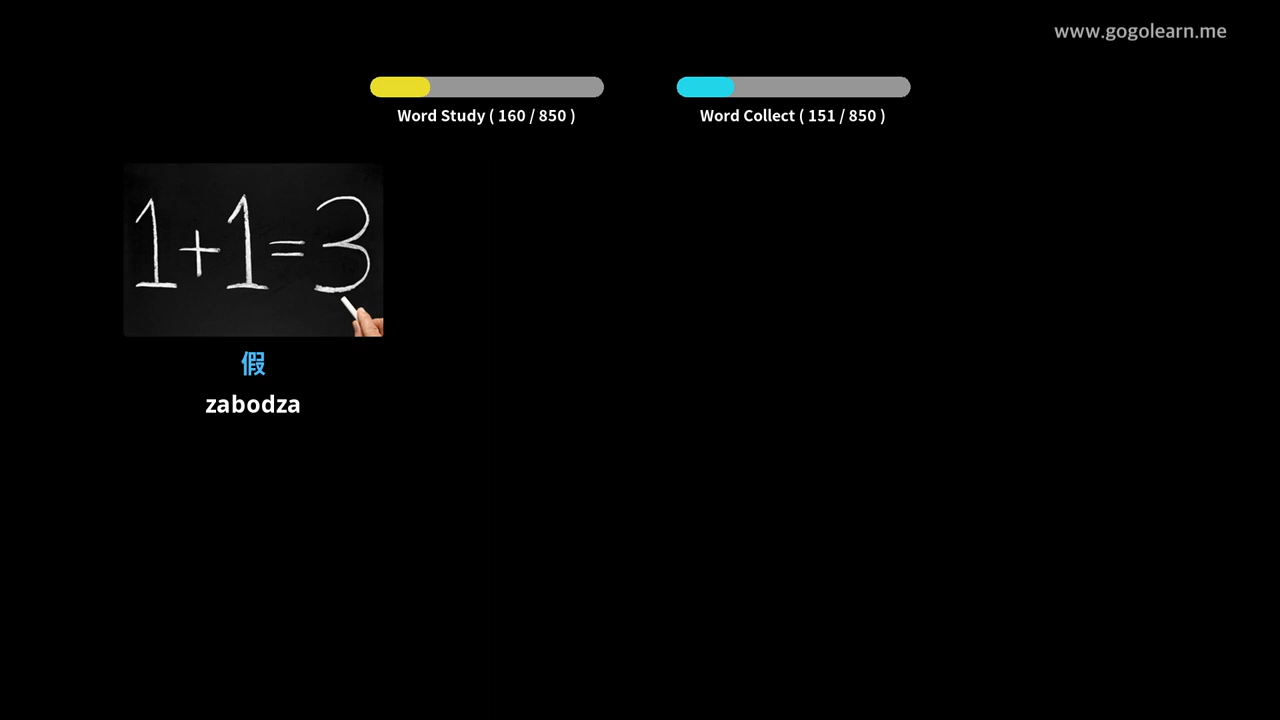 www.gogolearn.me
Word Study ( 160 / 850 )
Word Collect ( 151 / 850 )
1+1=3
假
zabodza